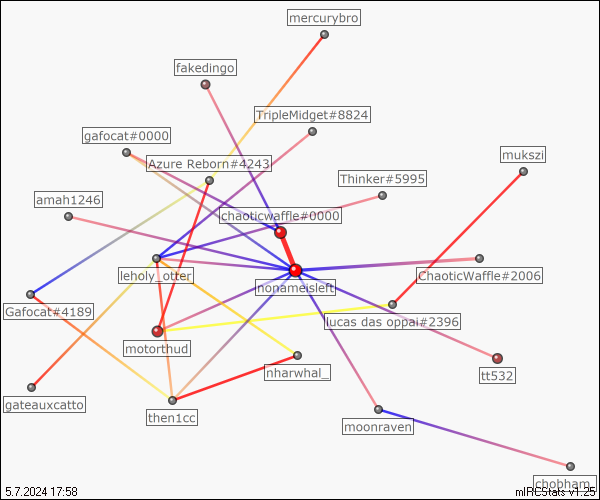 mercurybro
fakedingo
TripleMidget#8824
gafocat#0000
mukszi
Azure Reborn#4243
Thinker#5995
amah1246
chaoticwaffle#0000
leholy_otter
ChaoticWaffle#2006
nonameisleft
Gafocat#4189
lucas das oppai#2396
motorthud
nharwhal_
tt532
gateauxcatto
then1cc
moonraven
chobham_
5.7.2024 17:58
mIRCStats v1.25